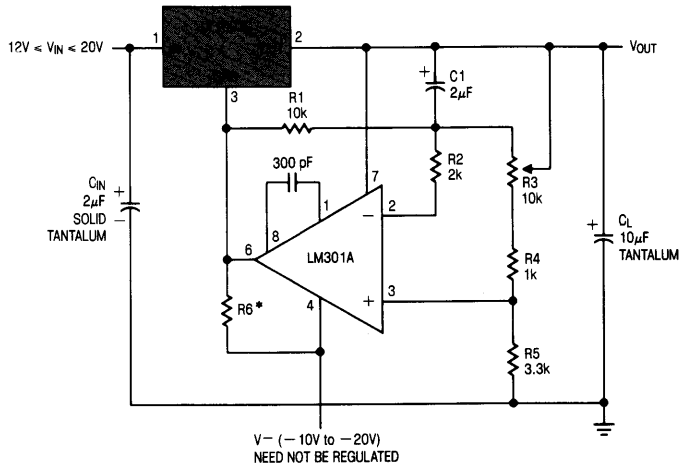 12V ≤ VIN ≤ 20V
1
2
VOUT
3
R1
10k
+
C1
2µF
300 pF
R2
2k
7
R3
10k
CIN
2µF
SOLID
TANTALUM
+
−
8
1
−
2
6
LM301A
R4
1k
+
CL
10µF
TANTALUM
R6*
4
+
3
R5
3.3k
V− (−10V to −20V)
NEED NOT BE REGULATED